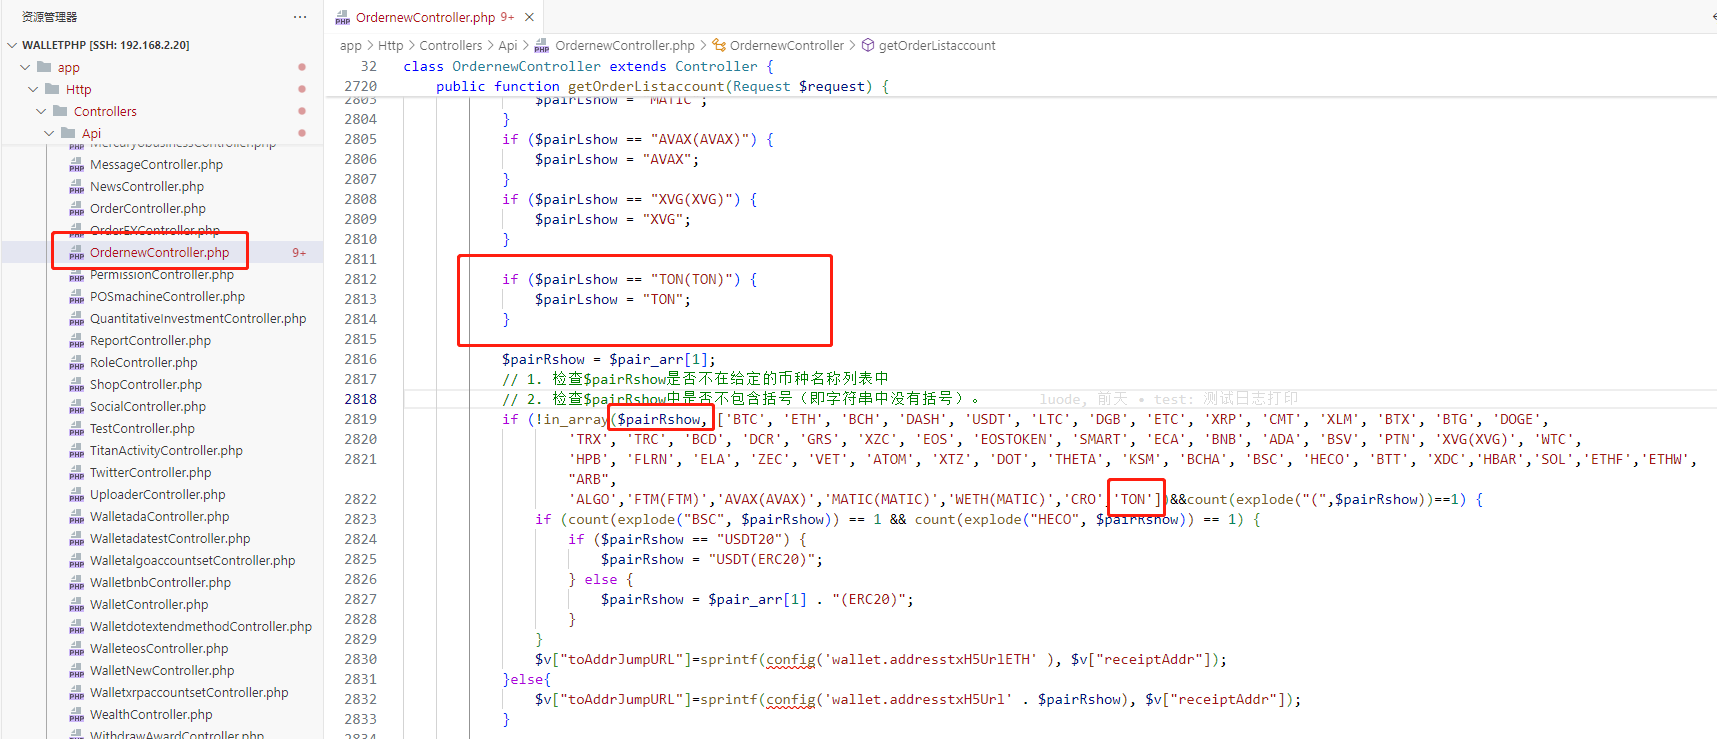 资源管理器
...
WALLETPHP [SSH: 192.168.2.20]
app
Http
Controllers
Api
MercuryobusinessController.php
MessageController.php
NewsController.php
OrderController.php
OrderEXController.php
OrdernewController.php 9+
PermissionController.php
POSmachineController.php
QuantitativeInvestmentController.php
ReportController.php
RoleController.php
ShopController.php
SocialController.php
TestController.php
TitanActivityController.php
TwitterController.php
UploaderController.php
WalletadaController.php
WalletadatestController.php
WalletalgoaccountsetController.php
WalletbnbController.php
WalletController.php
WalletdotextendmethodController.php
WalleteosController.php
WalletNewController.php
WalletxrpaccountsetController.php
WealthController.php
WithdrawAwardController.php
OrdernewController.php 9+ ×
app > Http > Controllers > Api > OrdernewController.php > OrdernewController > getOrderListaccount
32 class OrdernewController extends Controller {
2720 public function getOrderListaccount(Request $request) {
2803 $pairLshow = "MATIC";
2804 }
2805 if ($pairLshow == "AVAX(AVAX)") {
2806 $pairLshow = "AVAX";
2807 }
2808 if ($pairLshow == "XVG(XVG)") {
2809 $pairLshow = "XVG";
2810 }
2811
2812 if ($pairLshow == "TON(TON)") {
2813 $pairLshow = "TON";
2814 }
2815
2816 $pairRshow = $pair_arr[1];
2817 // 1. 检查$pairRshow是否不在给定的币种名称列表中
2818 // 2. 检查$pairRshow中是否不包含括号（即字符串中没有括号）。 luode, 前天 • test: 测试日志打印
2819 if (!in_array($pairRshow, ['BTC', 'ETH', 'BCH', 'DASH', 'USDT', 'LTC', 'DGB', 'ETC', 'XRP', 'CMT', 'XLM', 'BTX', 'BTG', 'DOGE',
2820 'TRX', 'TRC', 'BCD', 'DCR', 'GRS', 'XZC', 'EOS', 'EOSTOKEN', 'SMART', 'ECA', 'BNB', 'ADA', 'BSV', 'PTN', 'XVG(XVG)', 'WTC',
2821 'HPB', 'FLRN', 'ELA', 'ZEC', 'VET', 'ATOM', 'XTZ', 'DOT', 'THETA', 'KSM', 'BCHA', 'BSC', 'HECO', 'BTT', 'XDC','HBAR','SOL','ETHF','ETHW',
"ARB",
2822 'ALGO','FTM(FTM)','AVAX(AVAX)','MATIC(MATIC)','WETH(MATIC)','CRO','TON'])&&count(explode("(",$pairRshow))==1) {
2823 if (count(explode("BSC", $pairRshow)) == 1 && count(explode("HECO", $pairRshow)) == 1) {
2824 if ($pairRshow == "USDT20") {
2825 $pairRshow = "USDT(ERC20)";
2826 } else {
2827 $pairRshow = $pair_arr[1] . "(ERC20)";
2828 }
2829 }
2830 $v["toAddrJumpURL"]=sprintf(config('wallet.addresstxH5UrlETH' ), $v["receiptAddr"]);
2831 }else{
2832 $v["toAddrJumpURL"]=sprintf(config('wallet.addresstxH5Url' . $pairRshow), $v["receiptAddr"]);
2833 }
2834